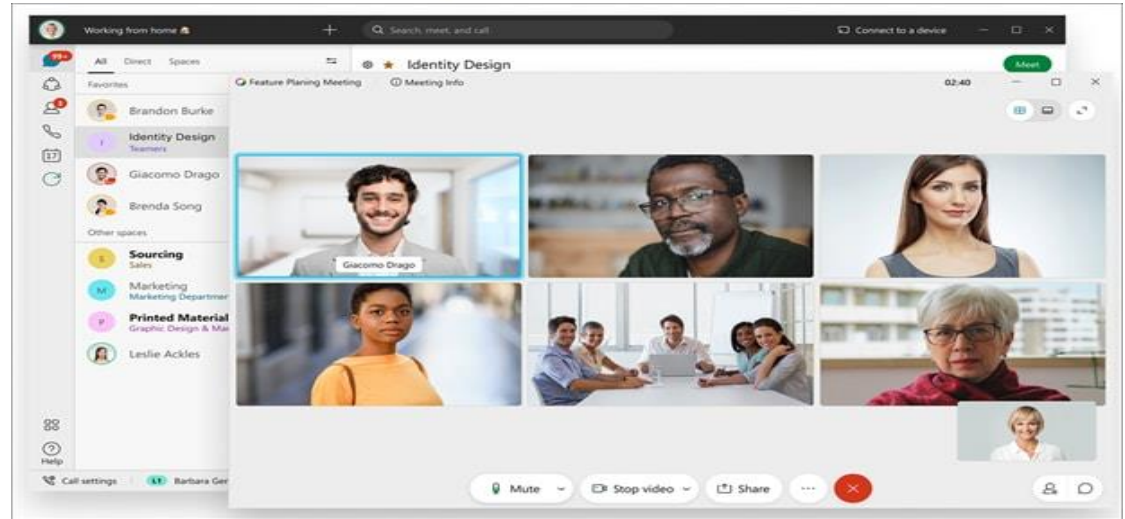 Working from home
Search, meet, and call
Connect to a device
99+
All Direct Spaces
Identity Design
Meet
Favorites
Feature Planing Meeting
Meeting Info
02:40
Brandon Burke
3
I
Identity Design
Teamers
17
Giacomo Drago
Brenda Song
Other spaces
S
Sourcing
Sales
Giacomo Drago
M
Marketing
Marketing Departmen
P
Printed Material
Graphic Design & Ma
Leslie Ackles
Help
Call settings
LT
Barbara Ger
Mute
Stop video
Share